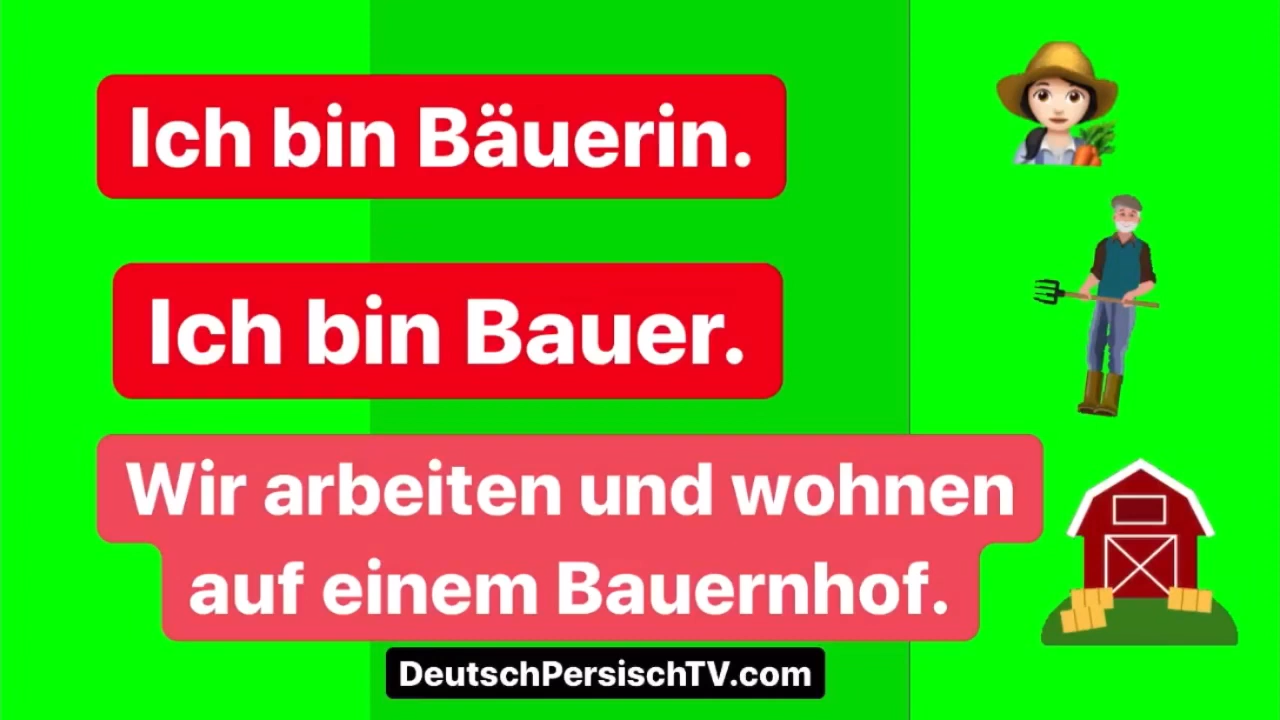 Ich bin Bäuerin.
Ich bin Bauer.
Wir arbeiten und wohnen
auf einem Bauernhof.
DeutschPersischTV.com